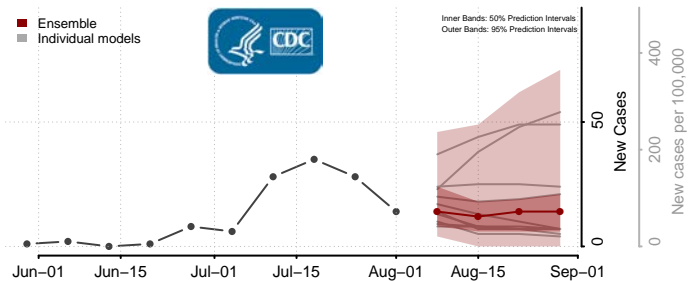 Ensemble
Individual models
CDC
Inner Bands: 50% Prediction Intervals
Outer Bands: 95% Prediction Intervals
0
50
New Cases
0
200
400
New cases per 100,000
Jun–01
Jun–15
Jul–01
Jul–15
Aug–01
Aug–15
Sep–01